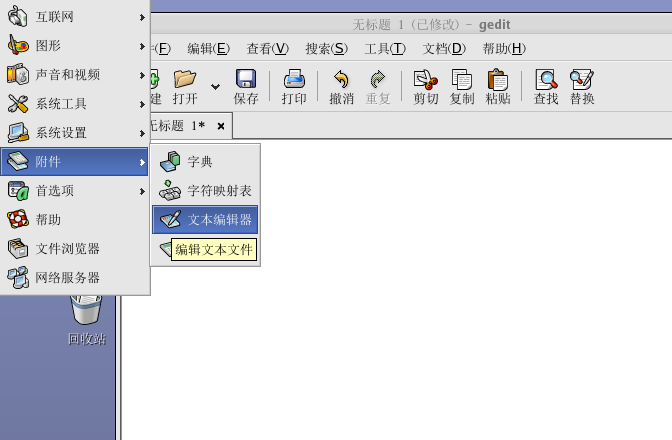 互联网
图形
声音和视频
系统工具
系统设置
附件
首选项
帮助
文件浏览器
网络服务器
字典
字符映射表
文本编辑器
编辑文本文件
无标题 1 (已修改) - gedit
(F) 编辑(E) 查看(V) 搜索(S) 工具(T) 文档(D) 帮助(H)
建 打开 保存 打印 撤消 重复 剪切 复制 粘贴 查找 替换
无标题 1*
回收站